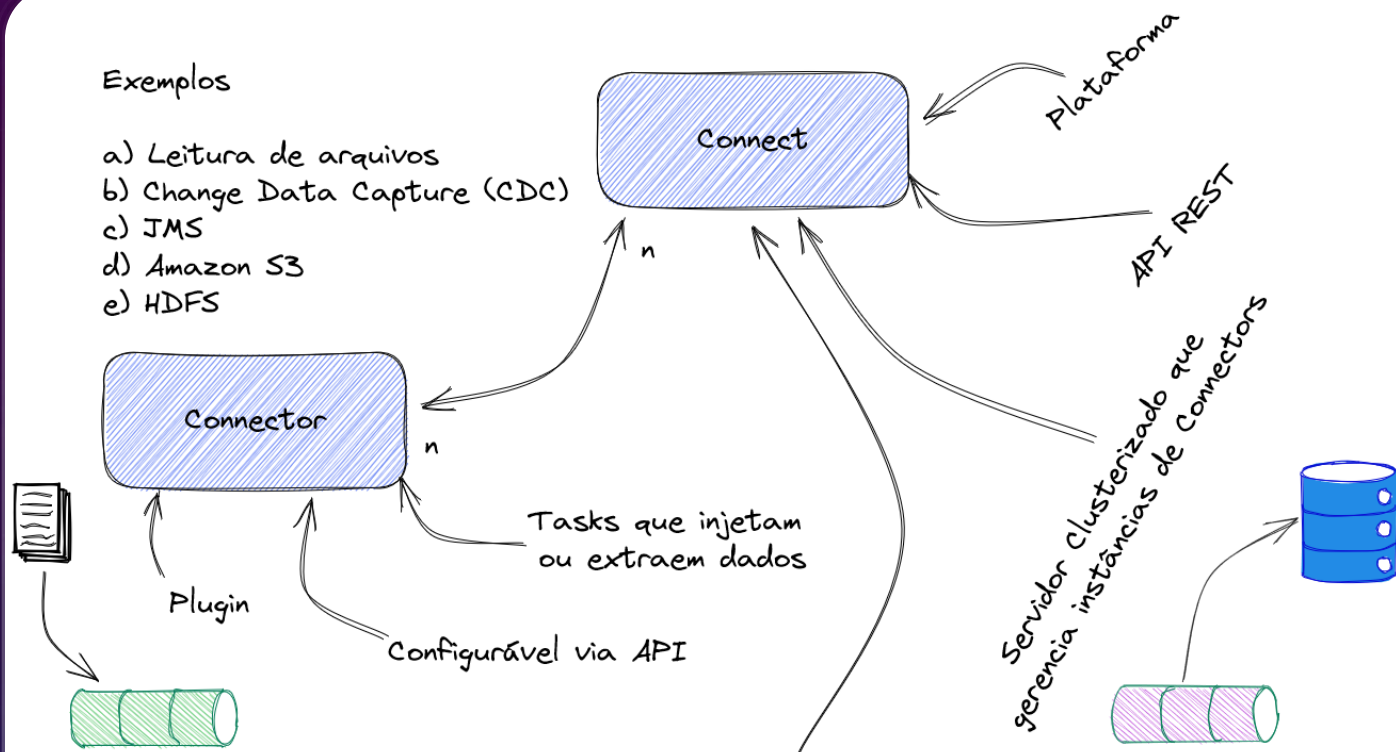 Exemplos
a) Leitura de arquivos
b) Change Data Capture (CDC)
c) JMS
d) Amazon S3
e) HDFS
Connect
Plataforma
API REST
n
Servidor Clusterizado que
gerencia instâncias de Connectors
Connector
n
Tasks que injetam
ou extraem dados
Plugin
Configurável via API